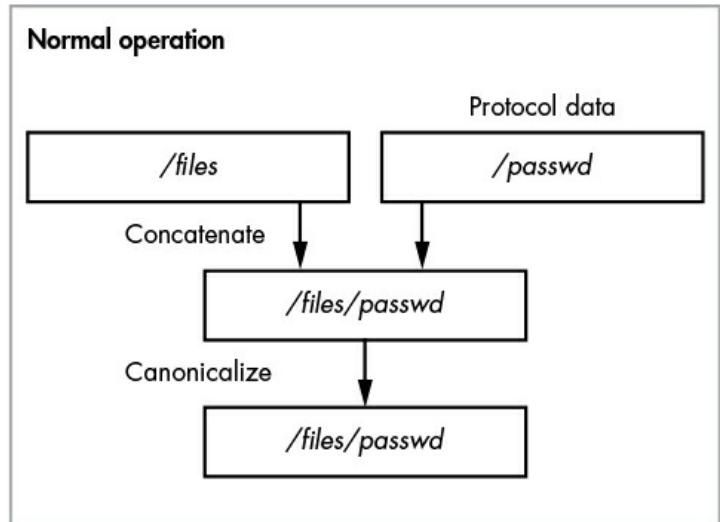 Normal operation
Protocol data
/files
/passwd
Concatenate
/files/passwd
Canonicalize
/files/passwd